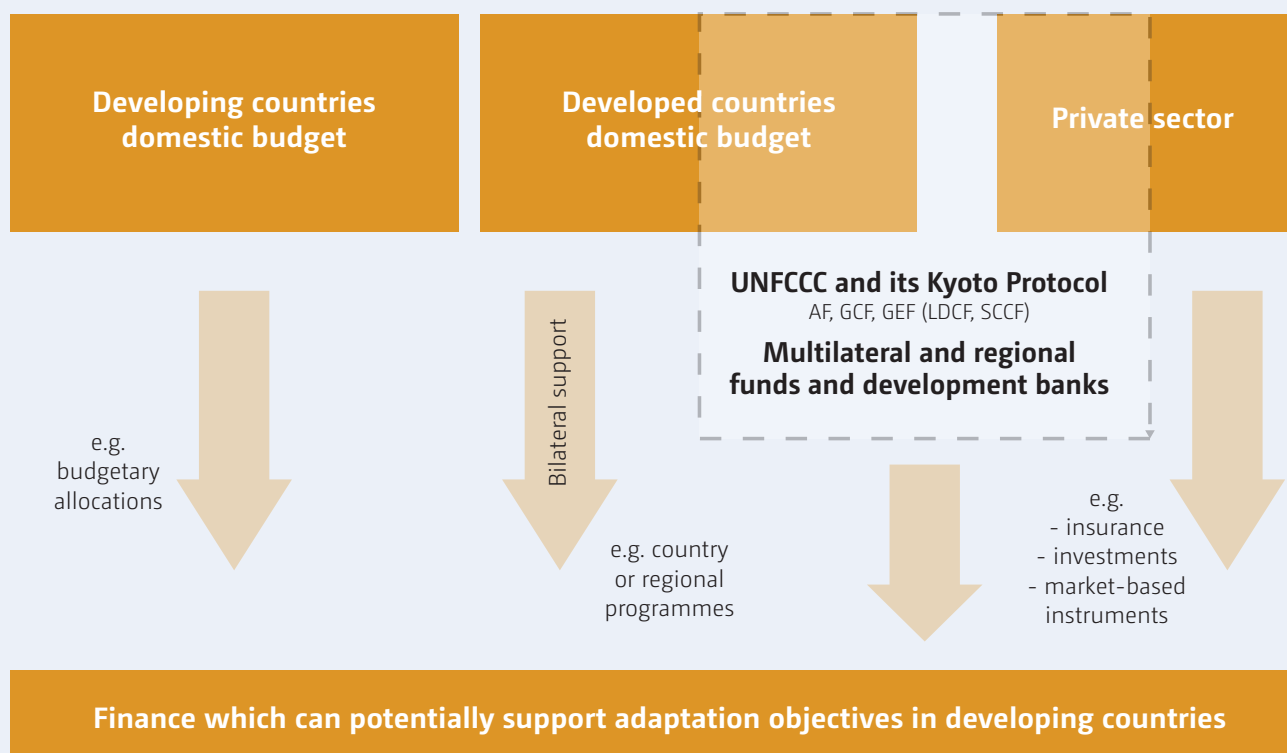 Developing countries
domestic budget
Developed countries
domestic budget
Private sector
UNFCCC and its Kyoto Protocol
AF, GCF, GEF (LDCF, SCCF)
Multilateral and regional
funds and development banks
e.g.
budgetary
allocations
Bilateral support
e.g. country
or regional
programmes
e.g.
- insurance
- investments
- market-based
instruments
Finance which can potentially support adaptation objectives in developing countries